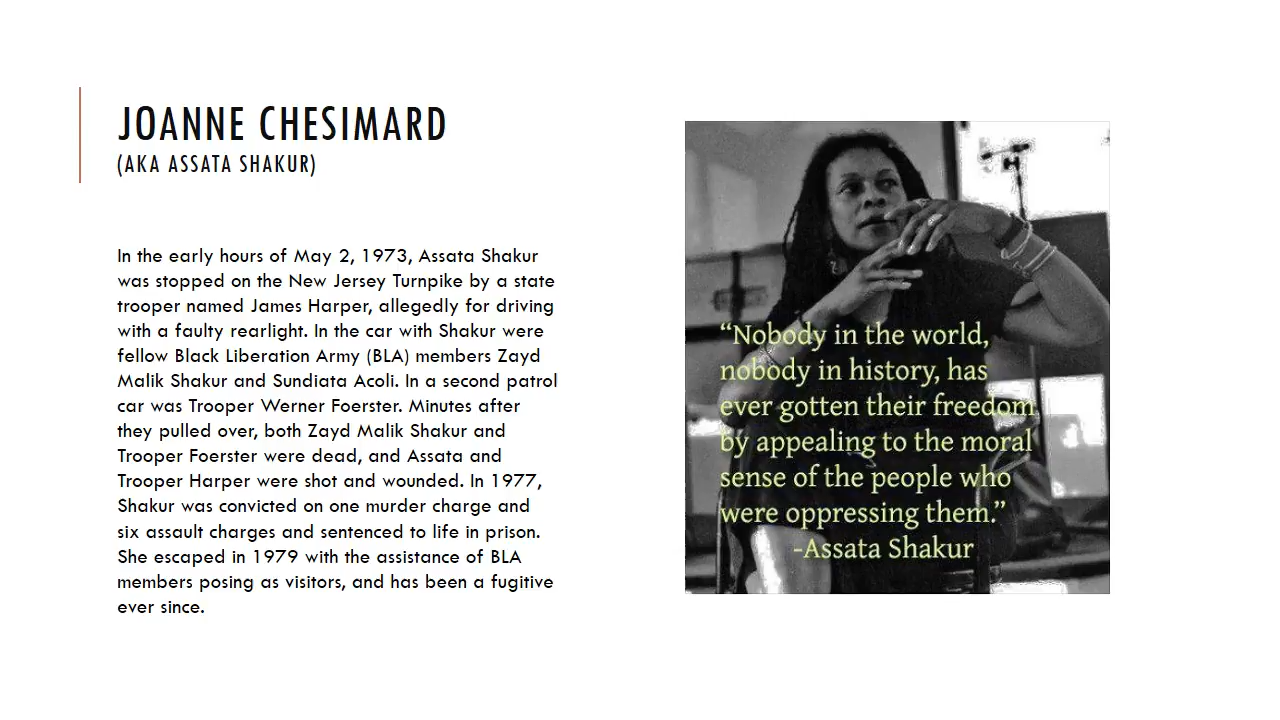 JOANNE CHESIMARD
(AKA ASSATA SHAKUR)
In the early hours of May 2, 1973, Assata Shakur
was stopped on the New Jersey Turnpike by a state
trooper named James Harper, allegedly for driving
with a faulty rearlight. In the car with Shakur were
fellow Black Liberation Army (BLA) members Zayd
Malik Shakur and Sundiata Acoli. In a second patrol
car was Trooper Werner Foerster. Minutes after
they pulled over, both Zayd Malik Shakur and
Trooper Foerster were dead, and Assata and
Trooper Harper were shot and wounded. In 1977,
Shakur was convicted on one murder charge and
six assault charges and sentenced to life in prison.
She escaped in 1979 with the assistance of BLA
members posing as visitors, and has been a fugitive
ever since.
“Nobody in the world,
nobody in history, has
ever gotten their freedom
by appealing to the moral
sense of the people who
were oppressing them.”
-Assata Shakur